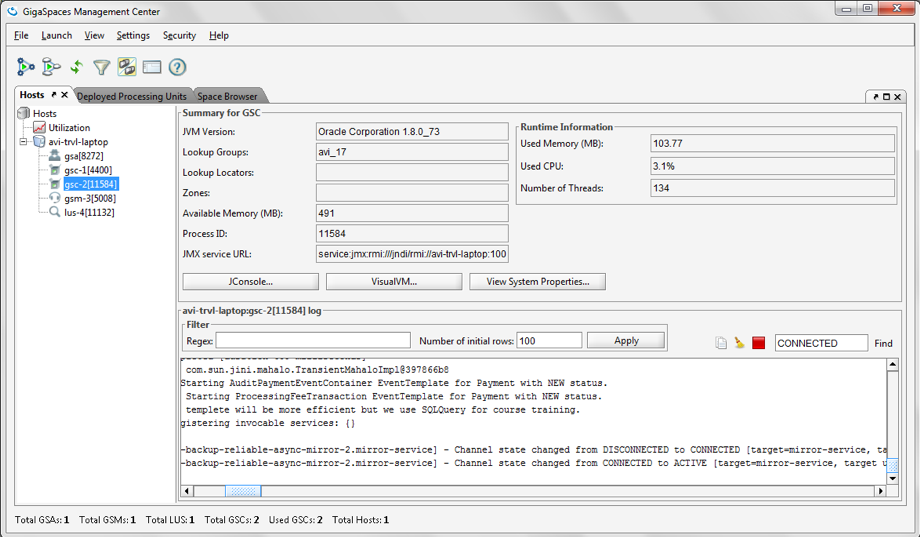 GigaSpaces Management Center
File Launch View Settings Security Help
Hosts Deployed Processing Units Space Browser
Hosts
Utilization
avi-trvl-laptop
gsa[8272]
gsc-1[4400]
gsc-2[11584]
gsm-3[5008]
lus-4[11132]
Summary for GSC
JVM Version: Oracle Corporation 1.8.0_73
Lookup Groups: avi_17
Lookup Locators:
Zones:
Available Memory (MB): 491
Process ID: 11584
JMX service URL: service:jmx:rmi:///jndi/rmi://avi-trvl-laptop:100
Runtime Information
Used Memory (MB): 103.77
Used CPU: 3.1%
Number of Threads: 134
JConsole... VisualVM... View System Properties...
avi-trvl-laptop:gsc-2[11584] log
Filter
Regex: Number of initial rows: 100 Apply CONNECTED Find
com.sun.jini.mahalo.TransientMahaloImpl@397866b8
Starting AuditPaymentEventContainer EventTemplate for Payment with NEW status.
Starting ProcessingFeeTransaction EventTemplate for Payment with NEW status.
templete will be more efficient but we use SQLQuery for course training.
gistering invocable services: {}
-backup-reliable-async-mirror-2.mirror-service] - Channel state changed from DISCONNECTED to CONNECTED [target=mirror-service, ta
-backup-reliable-async-mirror-2.mirror-service] - Channel state changed from CONNECTED to ACTIVE [target=mirror-service, target u
Total GSAs: 1 Total GSMs: 1 Total LUS: 1 Total GSCs: 2 Used GSCs: 2 Total Hosts: 1